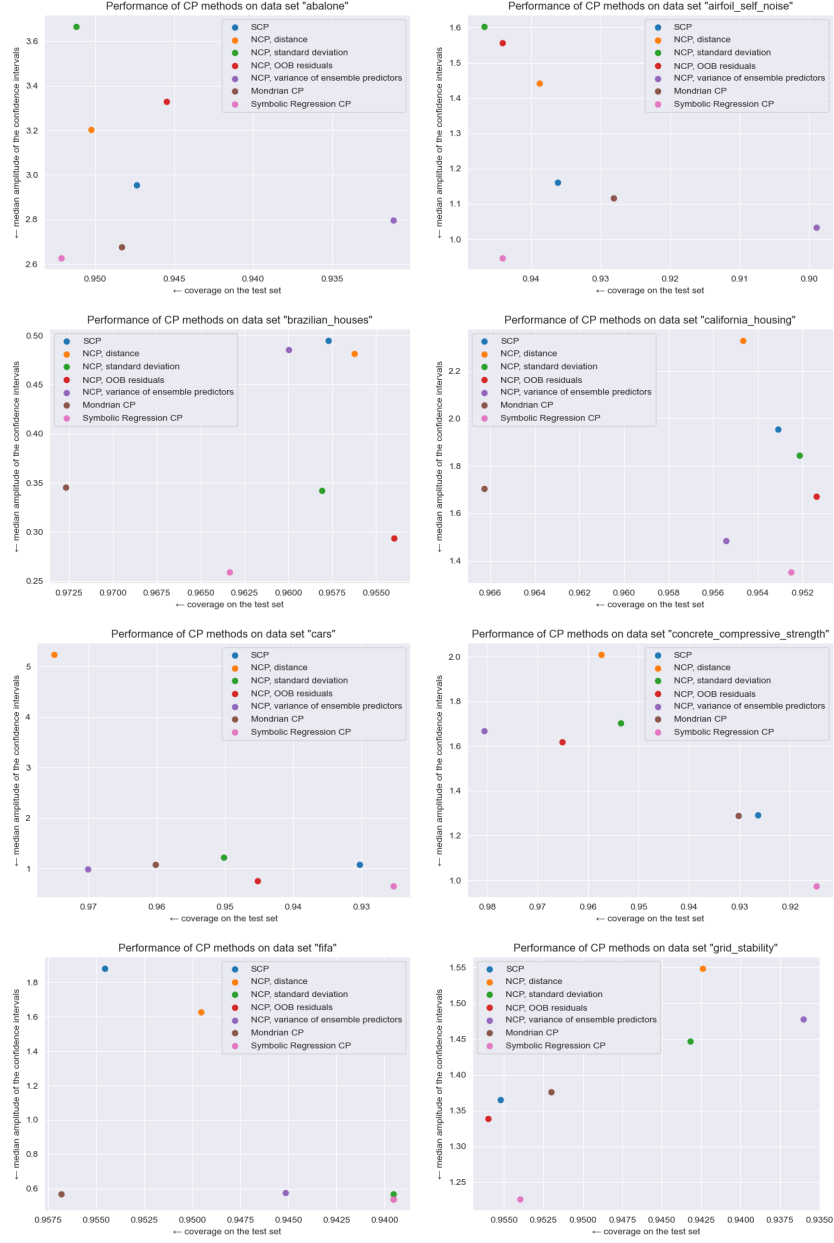 Performance of CP methods on data set "abalone"
SCP
NCP, distance
NCP, standard deviation
NCP, OOB residuals
NCP, variance of ensemble predictors
Mondrian CP
Symbolic Regression CP
← median amplitude of the confidence intervals
3.6
3.4
3.2
3.0
2.8
2.6
0.950
0.945
0.940
0.935
← coverage on the test set
Performance of CP methods on data set "airfoil_self_noise"
SCP
NCP, distance
NCP, standard deviation
NCP, OOB residuals
NCP, variance of ensemble predictors
Mondrian CP
Symbolic Regression CP
← median amplitude of the confidence intervals
1.6
1.5
1.4
1.3
1.2
1.1
1.0
0.94
0.93
0.92
0.91
0.90
← coverage on the test set
Performance of CP methods on data set "brazilian_houses"
SCP
NCP, distance
NCP, standard deviation
NCP, OOB residuals
NCP, variance of ensemble predictors
Mondrian CP
Symbolic Regression CP
← median amplitude of the confidence intervals
0.50
0.45
0.40
0.35
0.30
0.25
0.9725
0.9700
0.9675
0.9650
0.9625
0.9600
0.9575
0.9550
← coverage on the test set
Performance of CP methods on data set "california_housing"
SCP
NCP, distance
NCP, standard deviation
NCP, OOB residuals
NCP, variance of ensemble predictors
Mondrian CP
Symbolic Regression CP
← median amplitude of the confidence intervals
2.2
2.0
1.8
1.6
1.4
0.966
0.964
0.962
0.960
0.958
0.956
0.954
0.952
← coverage on the test set
Performance of CP methods on data set "cars"
SCP
NCP, distance
NCP, standard deviation
NCP, OOB residuals
NCP, variance of ensemble predictors
Mondrian CP
Symbolic Regression CP
← median amplitude of the confidence intervals
5
4
3
2
1
0.97
0.96
0.95
0.94
0.93
← coverage on the test set
Performance of CP methods on data set "concrete_compressive_strength"
SCP
NCP, distance
NCP, standard deviation
NCP, OOB residuals
NCP, variance of ensemble predictors
Mondrian CP
Symbolic Regression CP
← median amplitude of the confidence intervals
2.0
1.8
1.6
1.4
1.2
1.0
0.98
0.97
0.96
0.95
0.94
0.93
0.92
← coverage on the test set
Performance of CP methods on data set "fifa"
SCP
NCP, distance
NCP, standard deviation
NCP, OOB residuals
NCP, variance of ensemble predictors
Mondrian CP
Symbolic Regression CP
← median amplitude of the confidence intervals
1.8
1.6
1.4
1.2
1.0
0.8
0.6
0.9575
0.9550
0.9525
0.9500
0.9475
0.9450
0.9425
0.9400
← coverage on the test set
Performance of CP methods on data set "grid_stability"
SCP
NCP, distance
NCP, standard deviation
NCP, OOB residuals
NCP, variance of ensemble predictors
Mondrian CP
Symbolic Regression CP
← median amplitude of the confidence intervals
1.55
1.50
1.45
1.40
1.35
1.30
1.25
0.9550
0.9525
0.9500
0.9475
0.9450
0.9425
0.9400
0.9375
0.9350
← coverage on the test set